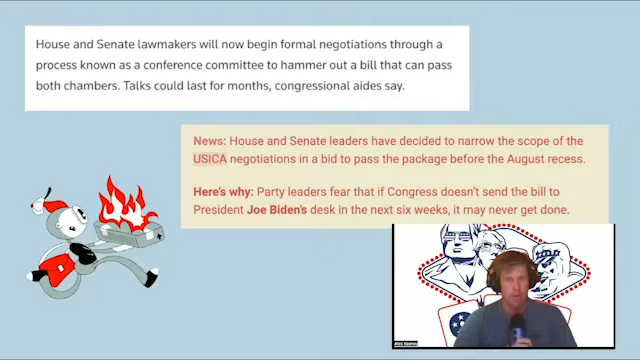 House and Senate lawmakers will now begin formal negotiations through a
process known as a conference committee to hammer out a bill that can pass
both chambers. Talks could last for months, congressional aides say.
News: House and Senate leaders have decided to narrow the scope of the
USICA negotiations in a bid to pass the package before the August recess.
Here's why: Party leaders fear that if Congress doesn't send the bill to
President Joe Biden's desk in the next six weeks, it may never get done.